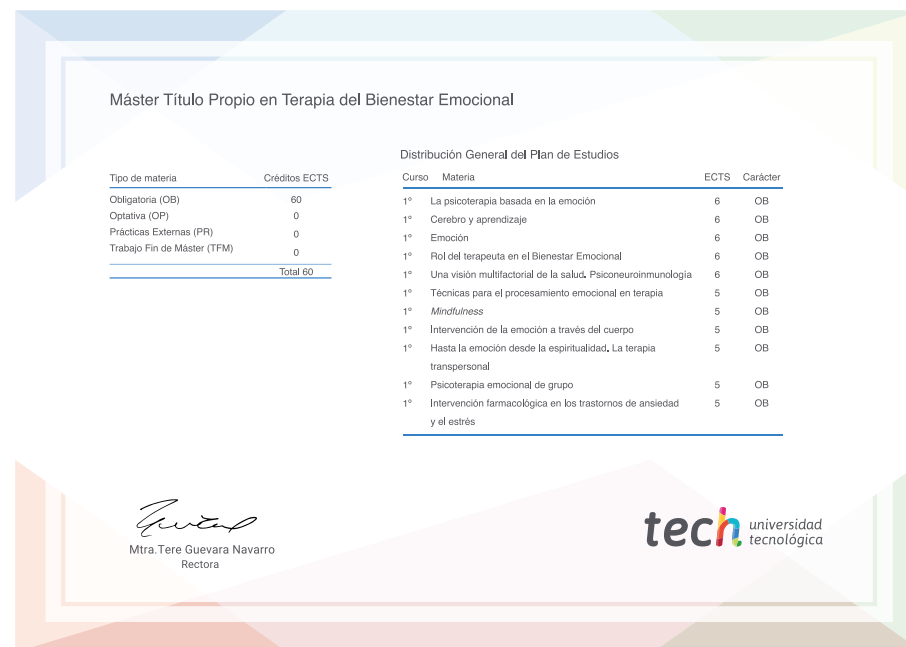 Máster Título Propio en Terapia del Bienestar Emocional
Tipo de materia Créditos ECTS
Obligatoria (OB) 60
Optativa (OP) 0
Prácticas Externas (PR) 0
Trabajo Fin de Máster (TFM) 0
Total 60
Distribución General del Plan de Estudios
Curso Materia ECTS Carácter
1º La psicoterapia basada en la emoción 6 OB
1º Cerebro y aprendizaje 6 OB
1º Emoción 6 OB
1º Rol del terapeuta en el Bienestar Emocional 6 OB
1º Una visión multifactorial de la salud. Psiconeuroinmunología 6 OB
1º Técnicas para el procesamiento emocional en terapia 5 OB
1º Mindfulness 5 OB
1º Intervención de la emoción a través del cuerpo 5 OB
1º Hasta la emoción desde la espiritualidad. La terapia 5 OB
transpersonal
1º Psicoterapia emocional de grupo 5 OB
1º Intervención farmacológica en los trastornos de ansiedad 5 OB
y el estrés
Mtra.Tere Guevara Navarro
Rectora
tech universidad
tecnológica